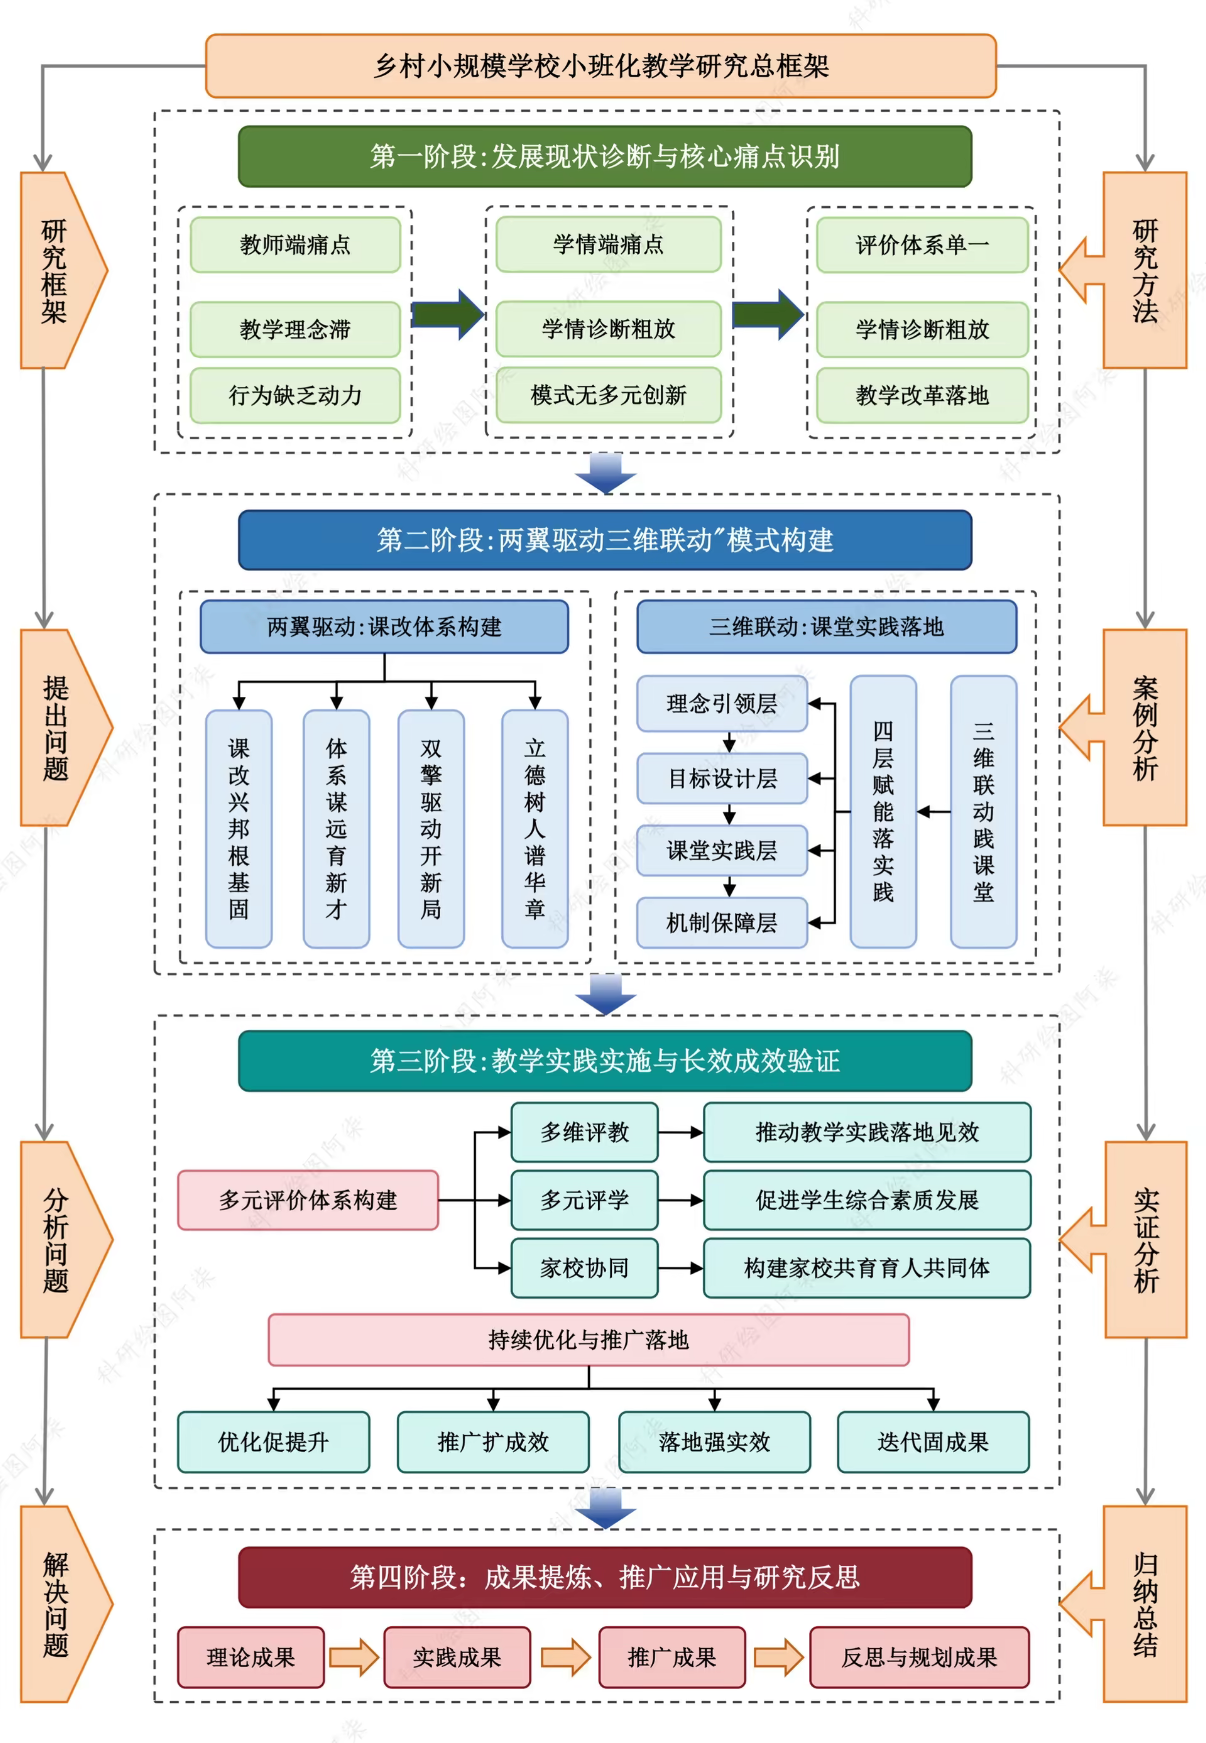 乡村小规模学校小班化教学研究总框架
研究框架
提出问题
分析问题
解决问题
第一阶段:发展现状诊断与核心痛点识别
教师端痛点
教学理念滞
行为缺乏动力
学情端痛点
学情诊断粗放
模式无多元创新
评价体系单一
学情诊断粗放
教学改革落地
第二阶段:两翼驱动三维联动"模式构建
两翼驱动:课改体系构建
课改兴邦根基固
体系谋远育新才
双擎驱动开新局
立德树人谱华章
三维联动:课堂实践落地
理念引领层
目标设计层
课堂实践层
机制保障层
四层赋能落实践
三维联动践课堂
第三阶段:教学实践实施与长效成效验证
多元评价体系构建
多维评教
推动教学实践落地见效
多元评学
促进学生综合素质发展
家校协同
构建家校共育育人共同体
持续优化与推广落地
优化促提升
推广扩成效
落地强实效
迭代固成果
第四阶段：成果提炼、推广应用与研究反思
理论成果
实践成果
推广成果
反思与规划成果
研究方法
案例分析
实证分析
归纳总结
科研绘图阿柒